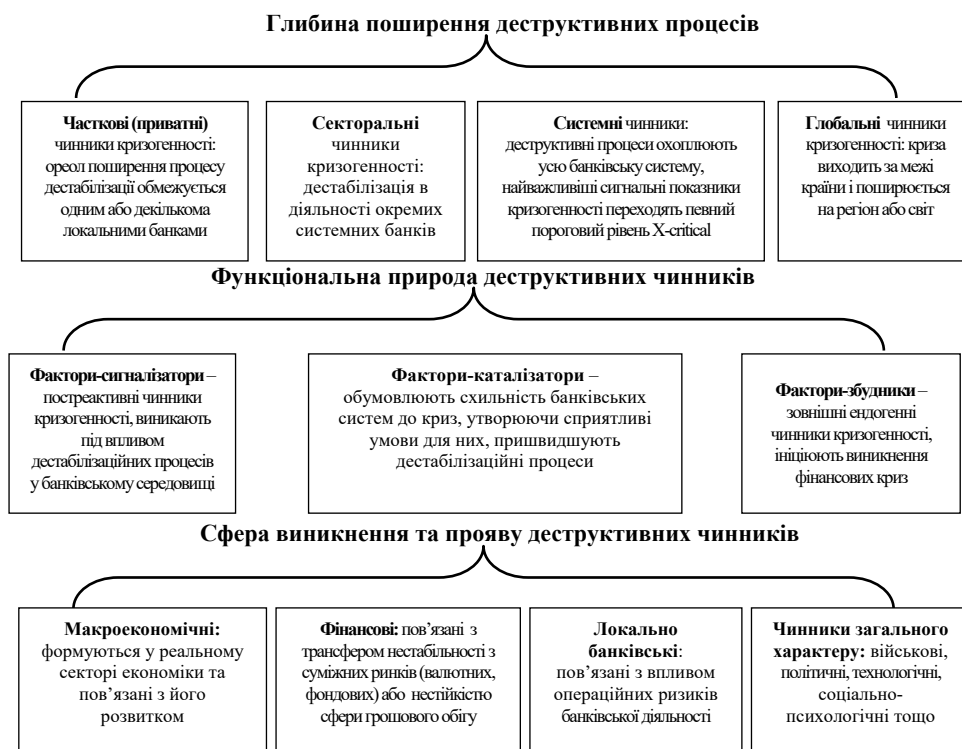 Глибина поширення деструктивних процесів
Часткові (приватні)
чинники кризогенності:
ореол поширення процесу
дестабілізації обмежується
одним або декількома
локальними банками
Секторальні
чинники
кризогенності:
дестабілізація в
діяльності окремих
системних банків
Системні чинники:
деструктивні процеси охоплюють
усю банківську систему,
найважливіші сигнальні показники
кризогенності переходять певний
пороговий рівень X-critical
Глобальні чинники
кризогенності: криза
виходить за межі
країни і поширюється
на регіон або світ
Функціональна природа деструктивних чинників
Фактори-сигналізатори –
постреактивні чинники
кризогенності, виникають
під впливом
дестабілізаційних процесів
у банківському середовищі
Фактори-каталізатори –
обумовлюють схильність банківських
систем до криз, утворюючи сприятливі
умови для них, пришвидшують
дестабілізаційні процеси
Фактори-збудники –
зовнішні ендогенні
чинники кризогенності,
ініціюють виникнення
фінансових криз
Сфера виникнення та прояву деструктивних чинників
Макроекономічні:
формуються у реальному
секторі економіки та
пов’язані з його
розвитком
Фінансові: пов’язані з
трансфером нестабільності з
суміжних ринків (валютних,
фондових) або нестійкістю
сфери грошового обігу
Локально
банківські:
пов’язані з впливом
операційних ризиків
банківської діяльності
Чинники загального
характеру: військові,
політичні, технологічні,
соціально-
психологічні тощо